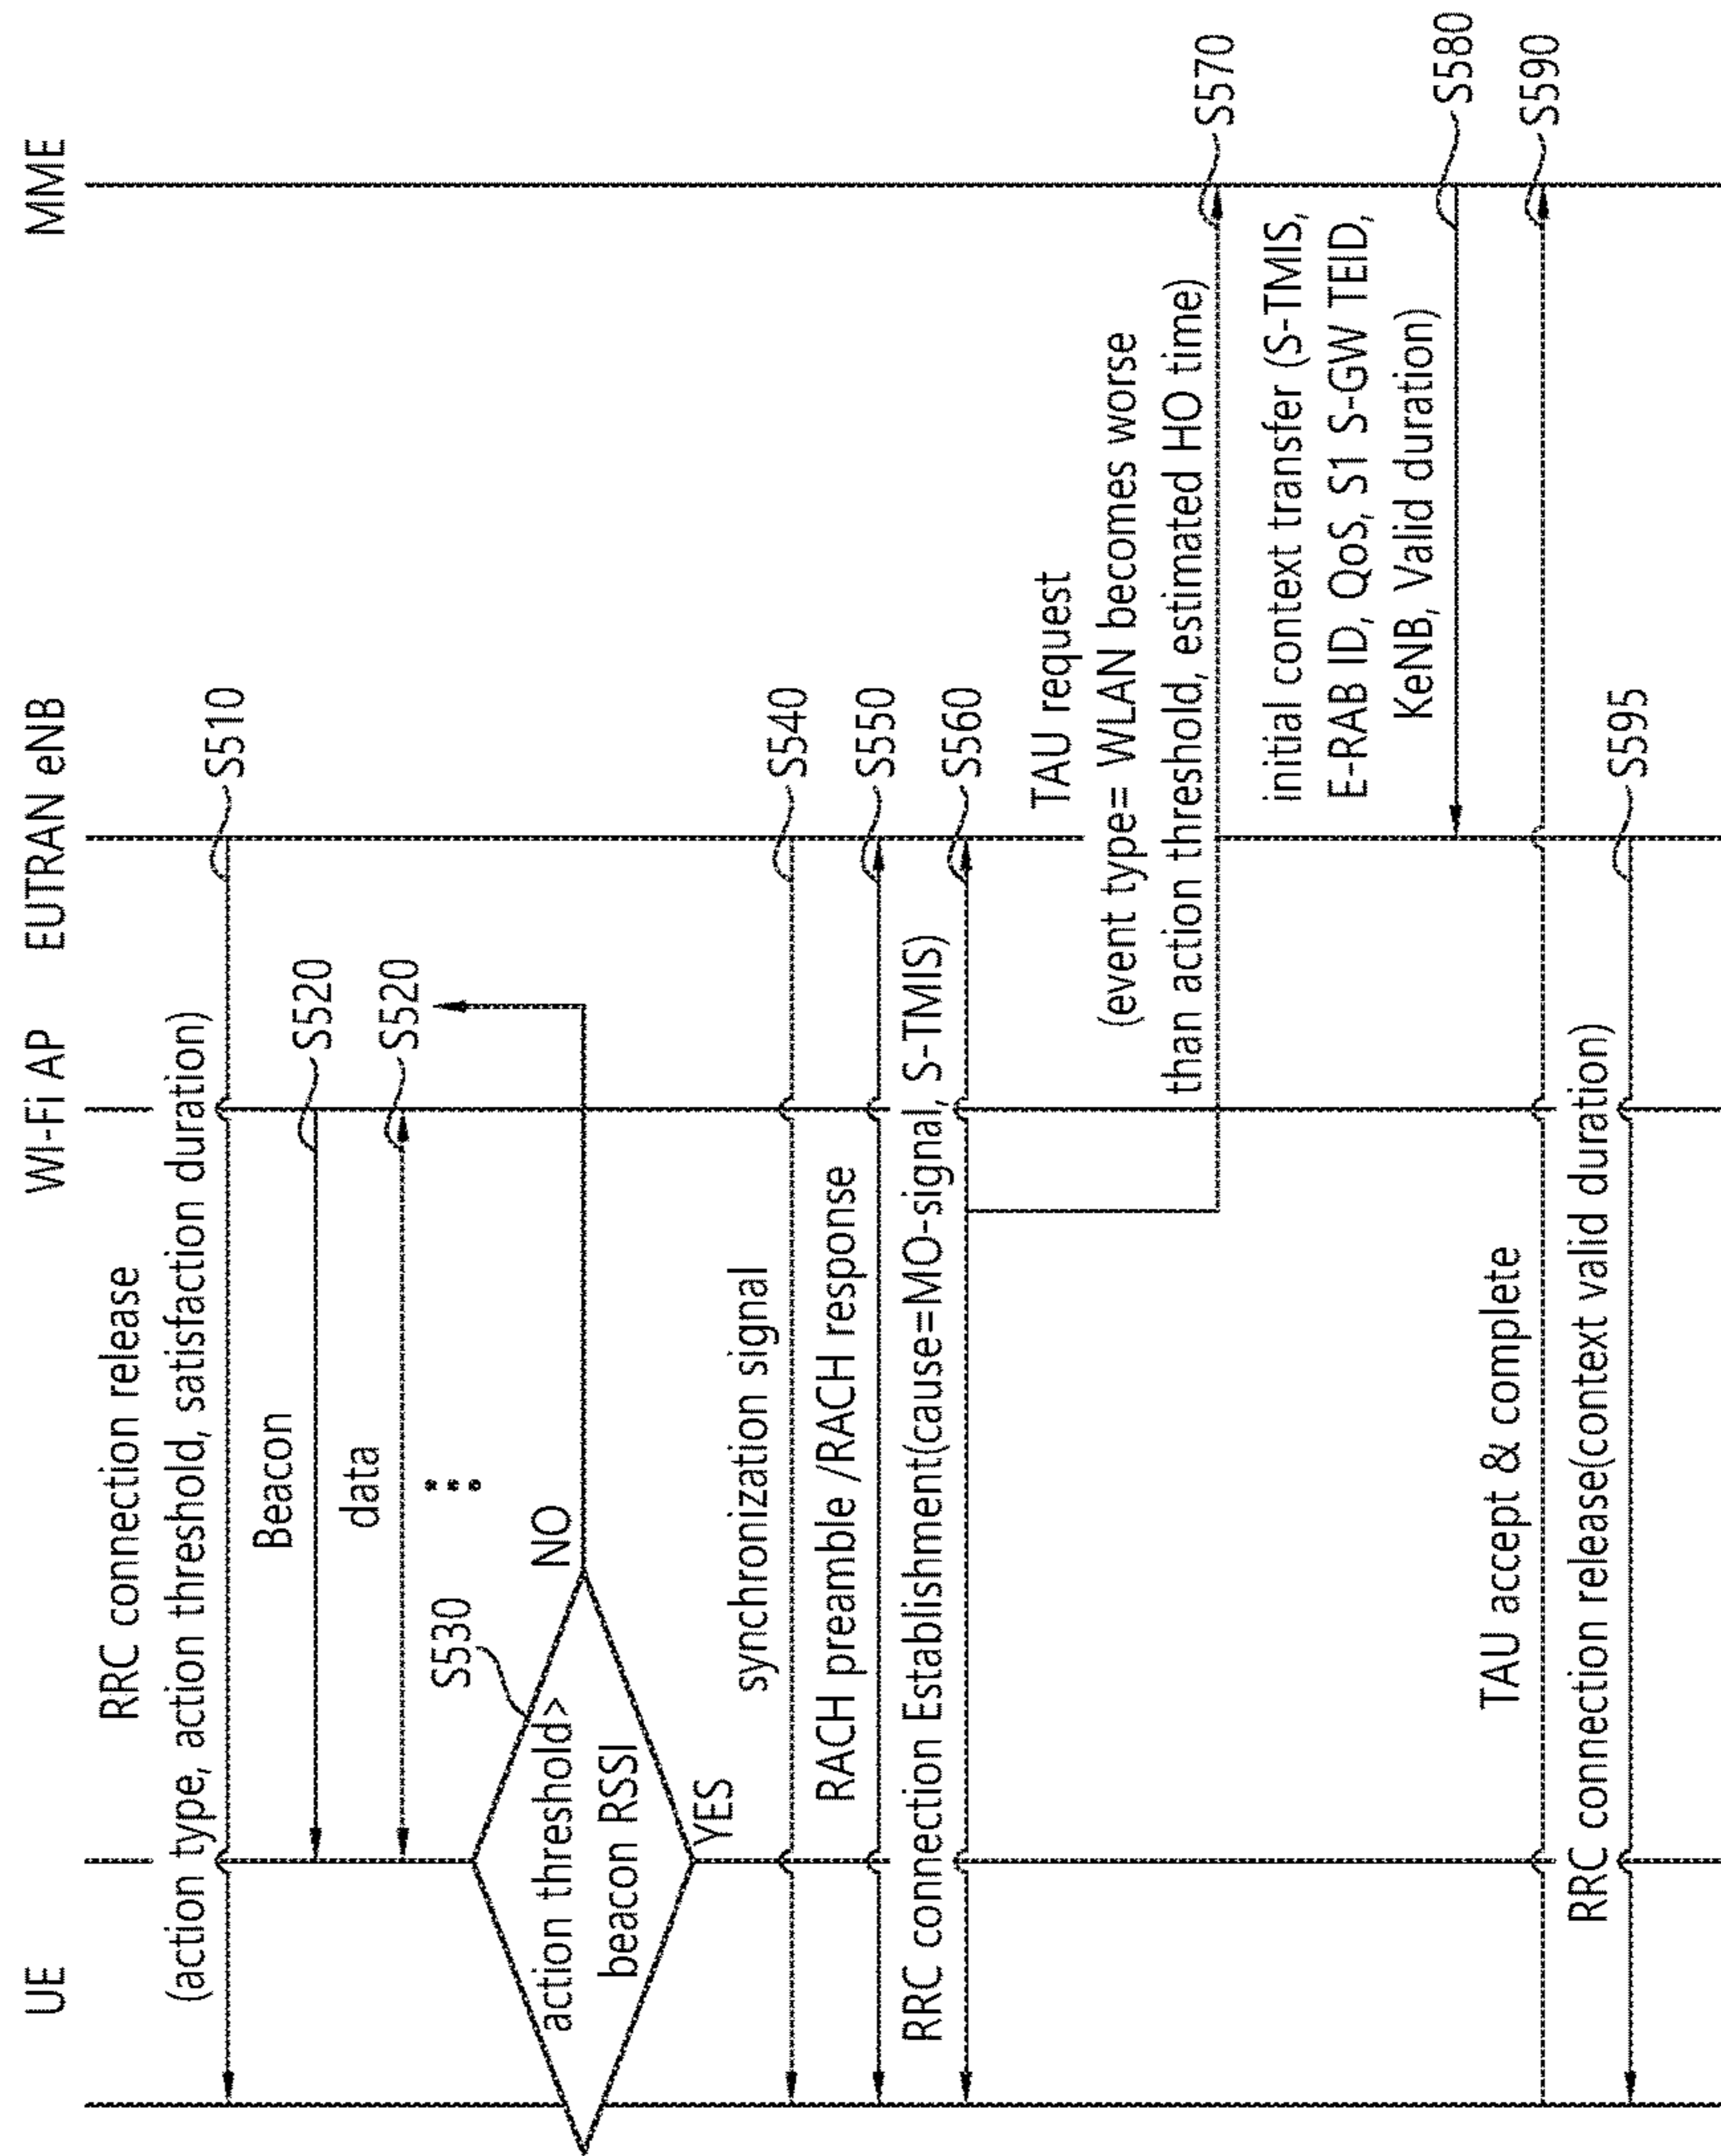 UE
WI-Fi AP
EUTRAN eNB
MME
RRC connection release
(action type, action threshold, satisfaction duration)
S510
Beacon
S520
data
S520
S530
action threshold>
beacon RSSI
NO
YES
synchronization signal
S540
RACH preamble /RACH response
S550
RRC connection Establishment(cause=MO-signal, S-TMIS)
S560
TAU request
(event type= WLAN becomes worse
than action threshold, estimated HO time)
S570
initial context transfer (S-TMIS,
E-RAB ID, QoS, S1 S-GW TEID,
KeNB, Valid duration)
S580
TAU accept & complete
S590
RRC connection release(context valid duration)
S595